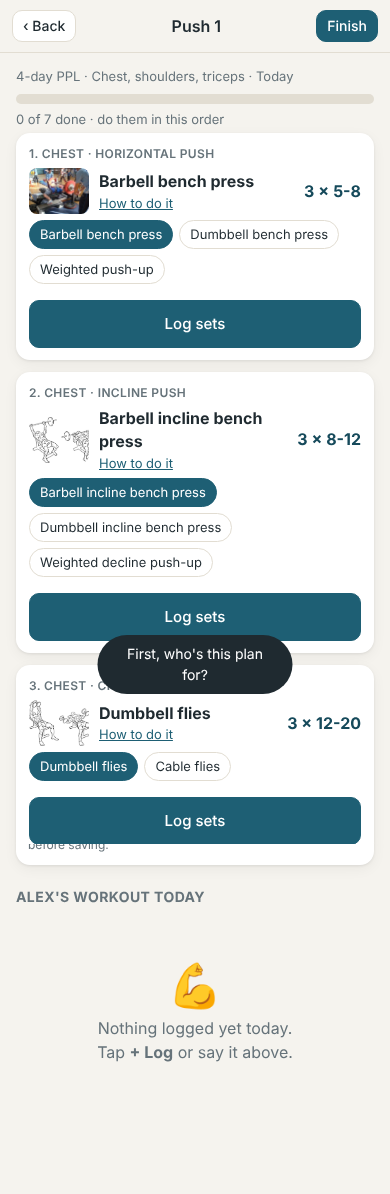 ‹ Back
Push 1
Finish
4-day PPL · Chest, shoulders, triceps · Today
0 of 7 done · do them in this order
1. CHEST · HORIZONTAL PUSH
Barbell bench press
How to do it
3 × 5-8
Barbell bench press
Dumbbell bench press
Weighted push-up
Log sets
2. CHEST · INCLINE PUSH
Barbell incline bench
press
How to do it
3 × 8-12
Barbell incline bench press
Dumbbell incline bench press
Weighted decline push-up
Log sets
First, who's this plan
for?
3. CHEST ·
Dumbbell flies
How to do it
3 × 12-20
Dumbbell flies
Cable flies
Log sets
before saving.
ALEX'S WORKOUT TODAY
Nothing logged yet today.
Tap + Log or say it above.